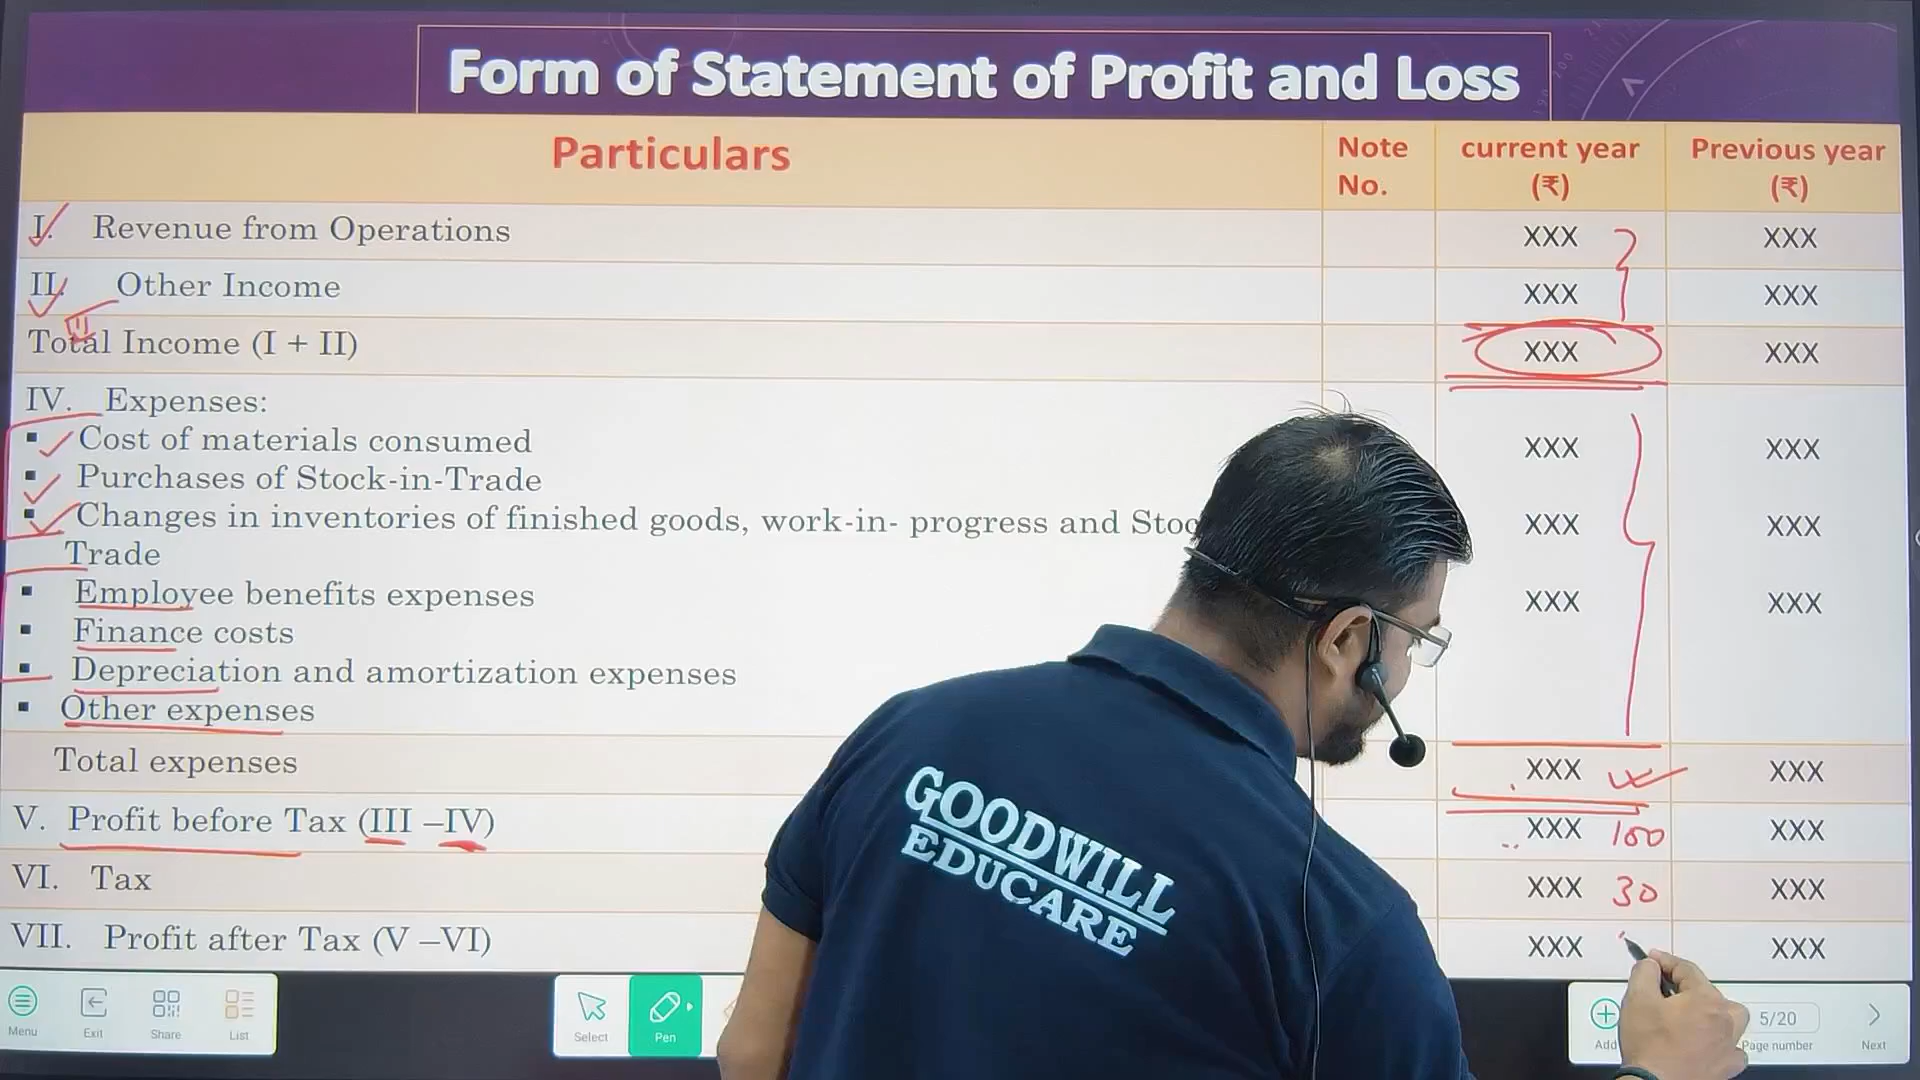 Form of Statement of Profit and Loss
Particulars
Note No.
current year (₹)
Previous year (₹)
I. Revenue from Operations XXX XXX
II. Other Income XXX XXX
III
Total Income (I + II) XXX XXX
IV. Expenses:
▪ Cost of materials consumed XXX XXX
▪ Purchases of Stock-in-Trade
▪ Changes in inventories of finished goods, work-in- progress and XXX XXX
Trade
▪ Employee benefits expenses XXX XXX
▪ Finance costs
▪ Depreciation and amortization expenses
▪ Other expenses
Total expenses XXX XXX
V. Profit before Tax (III –IV) XXX 100 XXX
VI. Tax XXX 30 XXX
VII. Profit after Tax (V –VI) XXX XXX
GOODWILL
EDUCARE
Menu
Exit
Share
List
Select
Pen
Add
5/20
Page number
Next